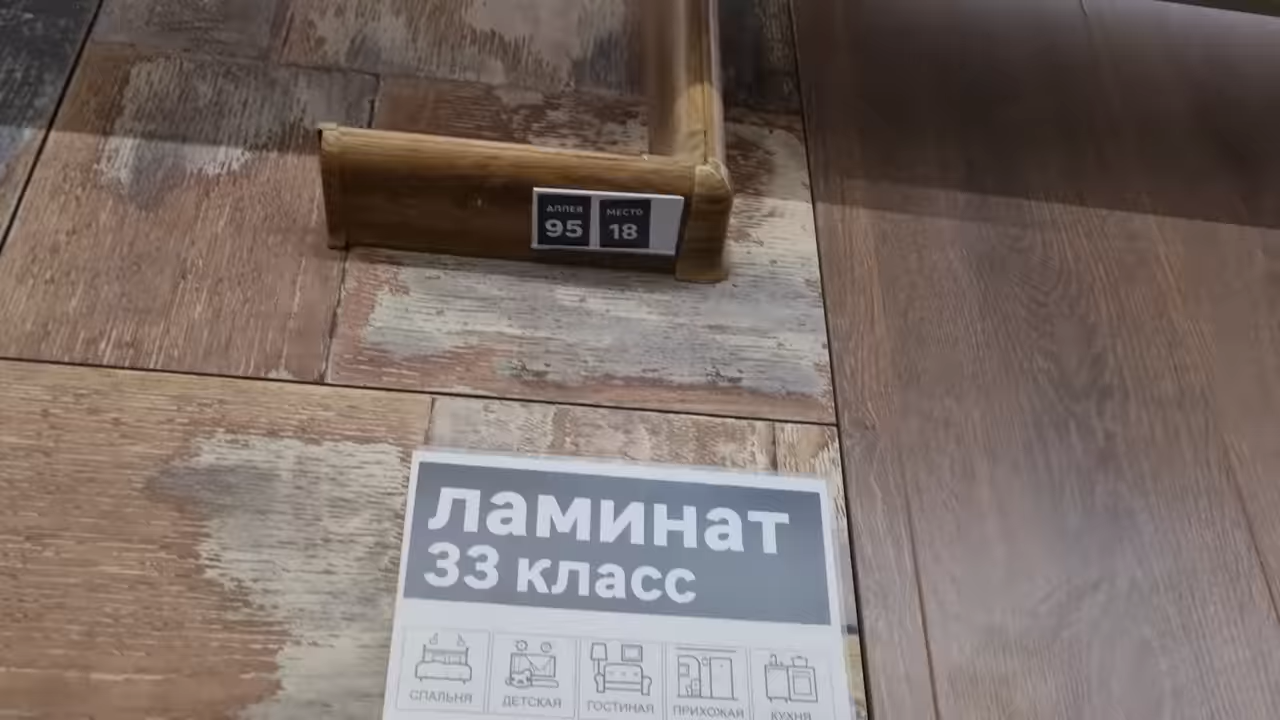 АЛЛЕЯ МЕСТО
95 18
ламинат
33 класс
СПАЛЬНЯ ДЕТСКАЯ ГОСТИНАЯ ПРИХОЖАЯ КУХНЯ